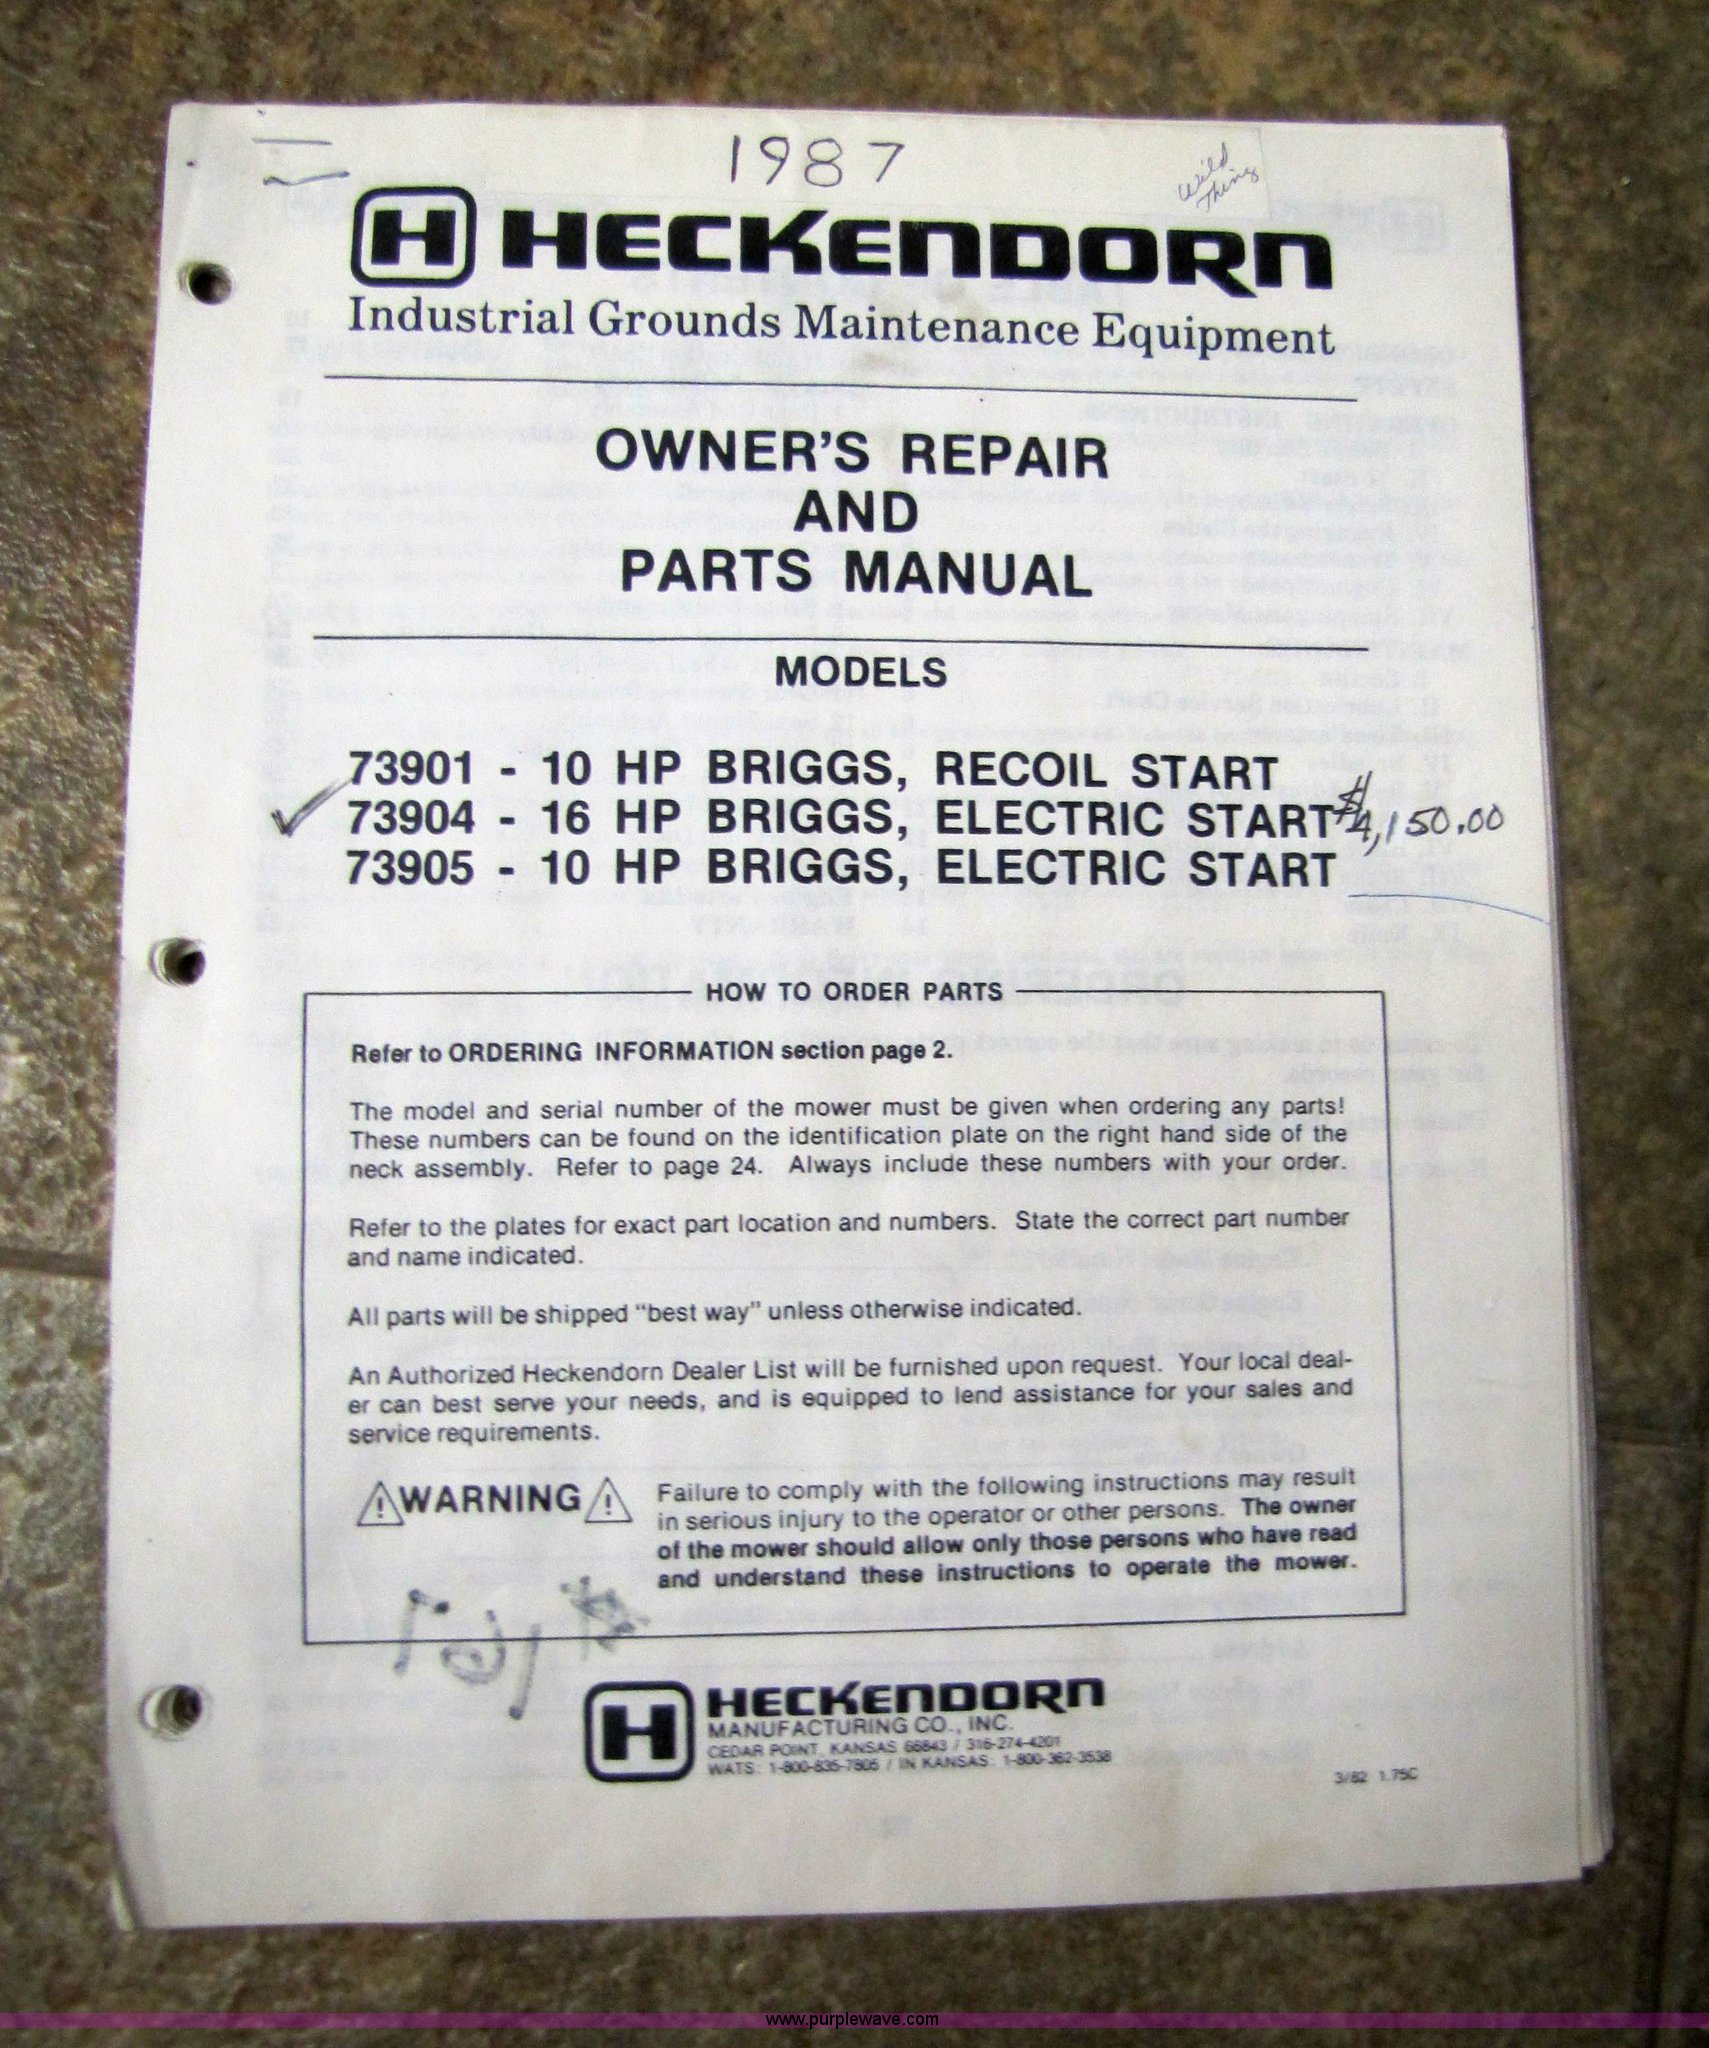 1987
Wild
Thing
H HECKENDORN
Industrial Grounds Maintenance Equipment
OWNER'S REPAIR
AND
PARTS MANUAL
MODELS
73901 - 10 HP BRIGGS, RECOIL START
73904 - 16 HP BRIGGS, ELECTRIC START $4,150.00
73905 - 10 HP BRIGGS, ELECTRIC START
HOW TO ORDER PARTS
Refer to ORDERING INFORMATION section page 2.
The model and serial number of the mower must be given when ordering any parts!
These numbers can be found on the identification plate on the right hand side of the
neck assembly. Refer to page 24. Always include these numbers with your order.
Refer to the plates for exact part location and numbers. State the correct part number
and name indicated.
All parts will be shipped "best way" unless otherwise indicated.
An Authorized Heckendorn Dealer List will be furnished upon request. Your local deal-
er can best serve your needs, and is equipped to lend assistance for your sales and
service requirements.
WARNING
Failure to comply with the following instructions may result
in serious injury to the operator or other persons. The owner
of the mower should allow only those persons who have read
and understand these instructions to operate the mower.
H HECKENDORN
MANUFACTURING CO., INC.
CEDAR POINT, KANSAS 66843 / 316-274-4201
WATS: 1-800-835-7805 / IN KANSAS: 1-800-362-3538
3/82 1.75C
www.purplewave.com